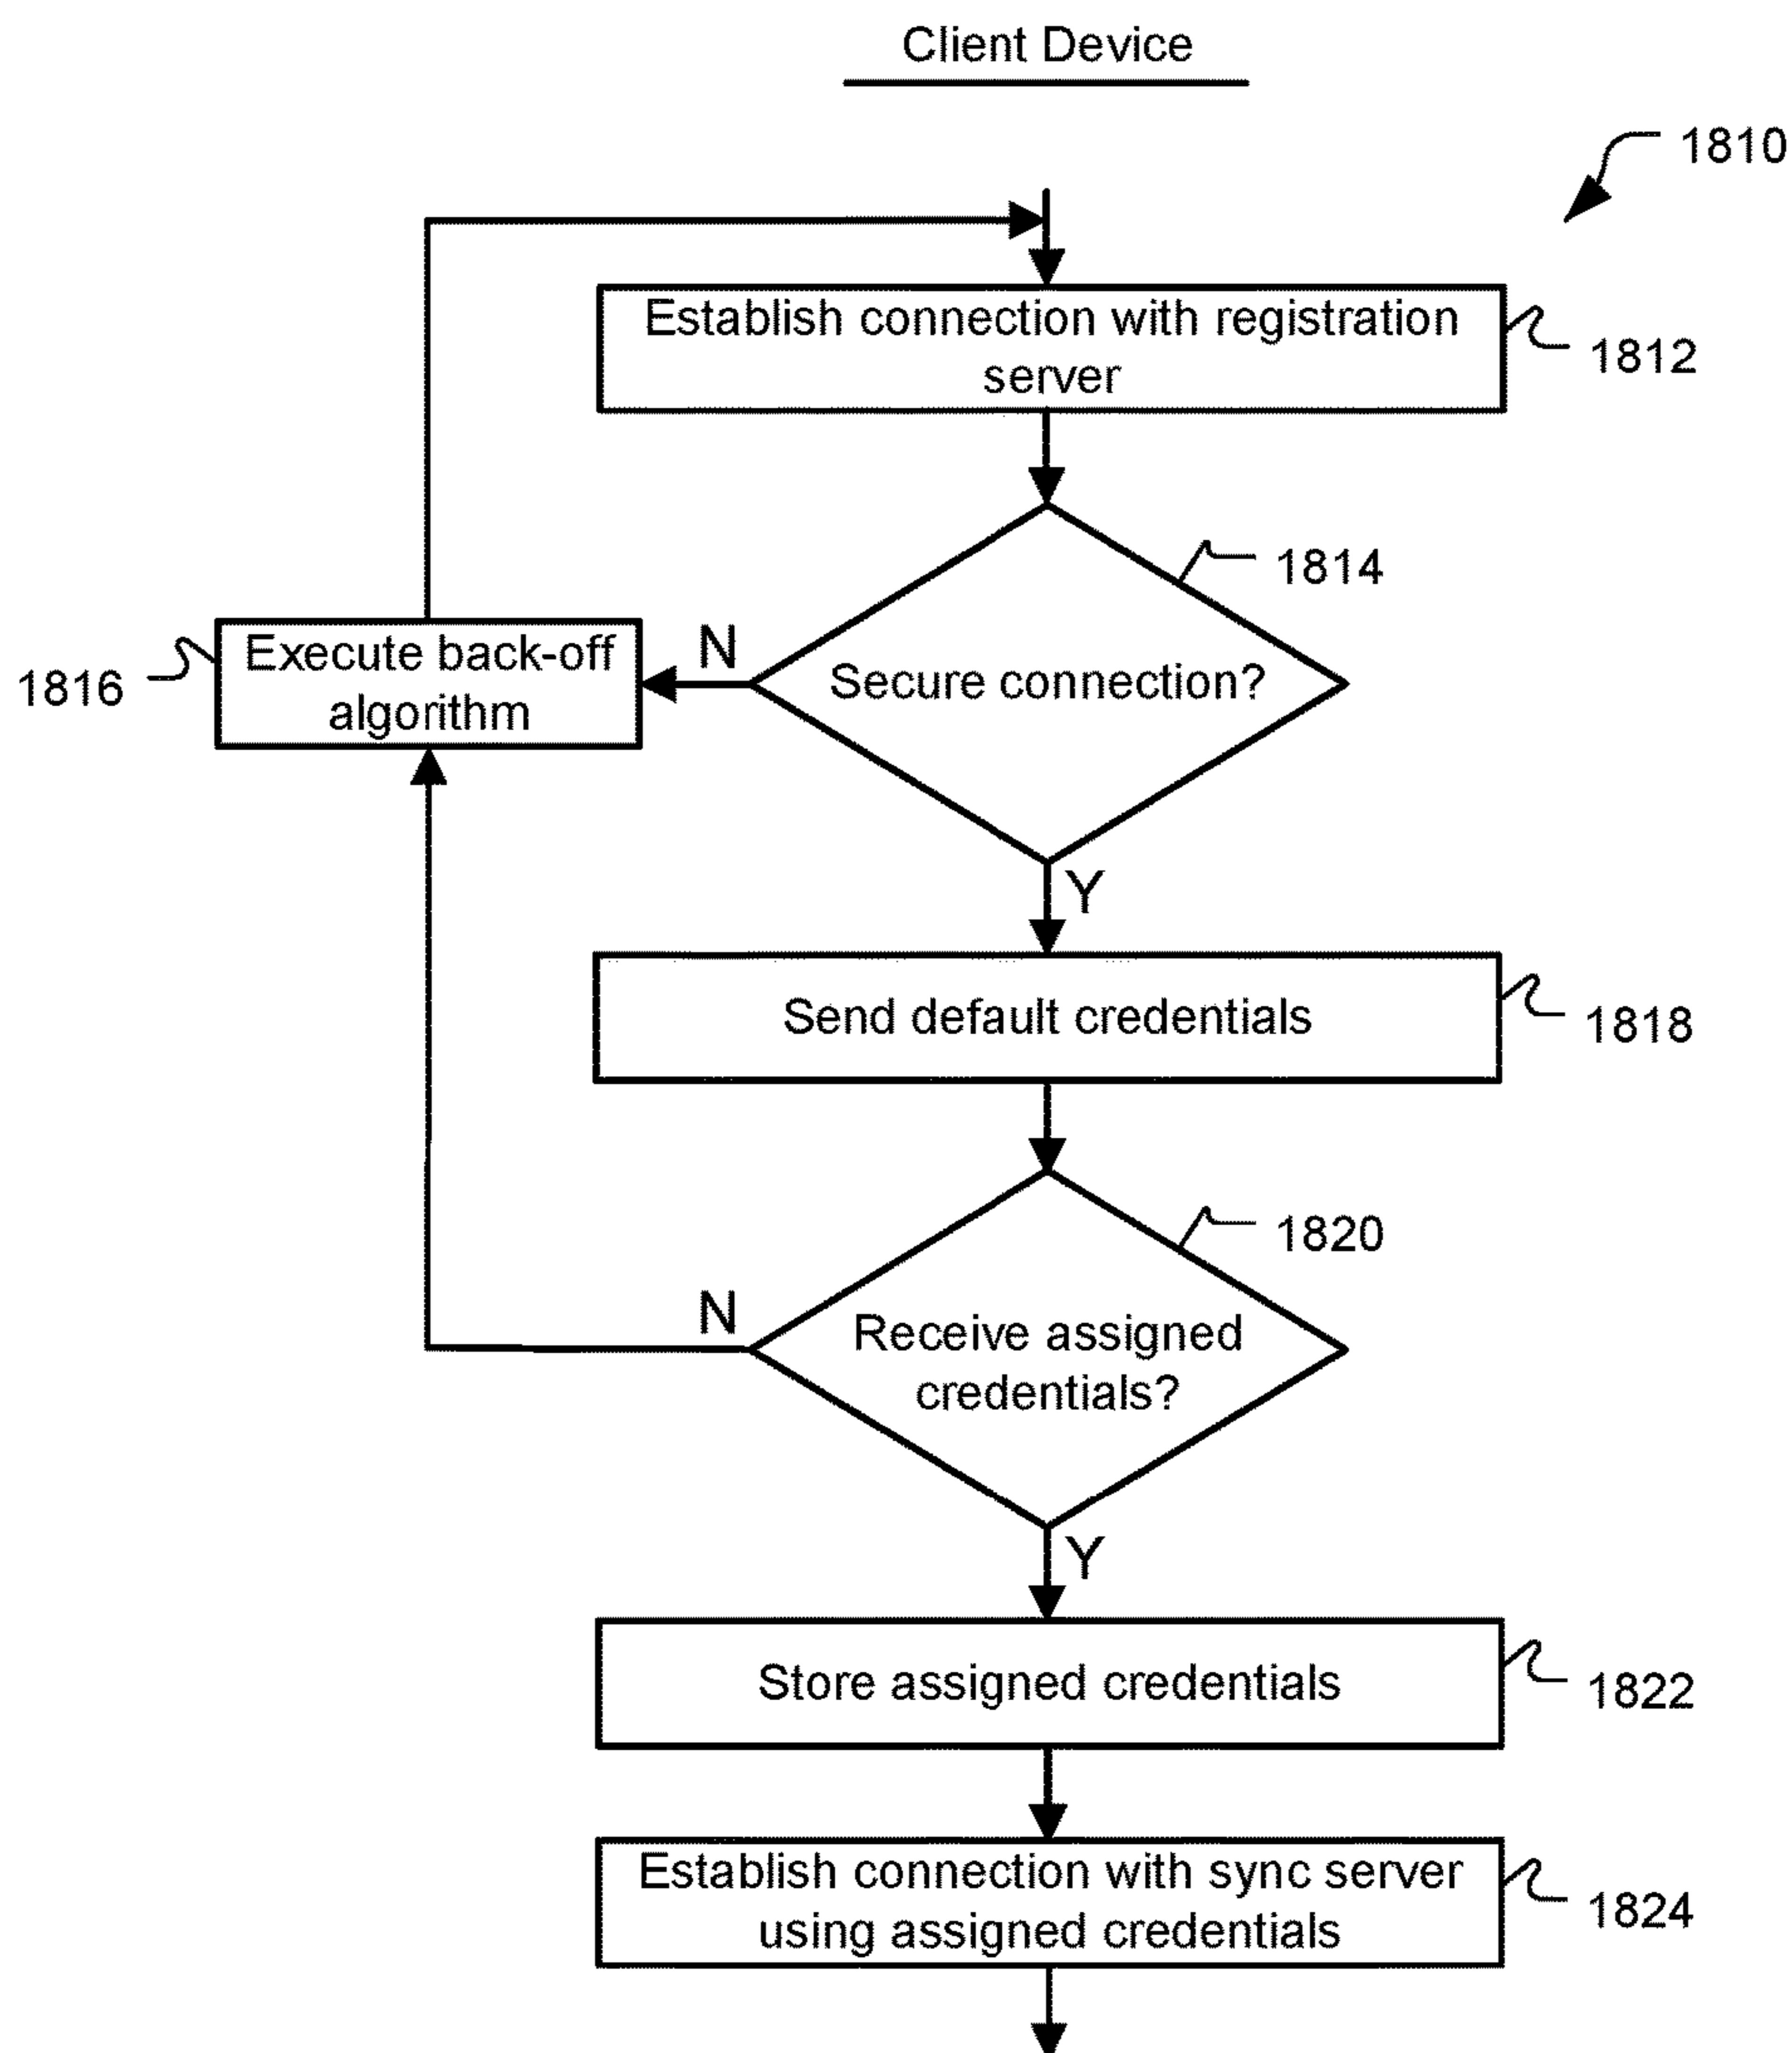 Client Device
1810
Establish connection with registration
server
1812
1814
Secure connection?
N
Execute back-off
algorithm
1816
Y
Send default credentials
1818
1820
Receive assigned
credentials?
N
Y
Store assigned credentials
1822
Establish connection with sync server
using assigned credentials
1824